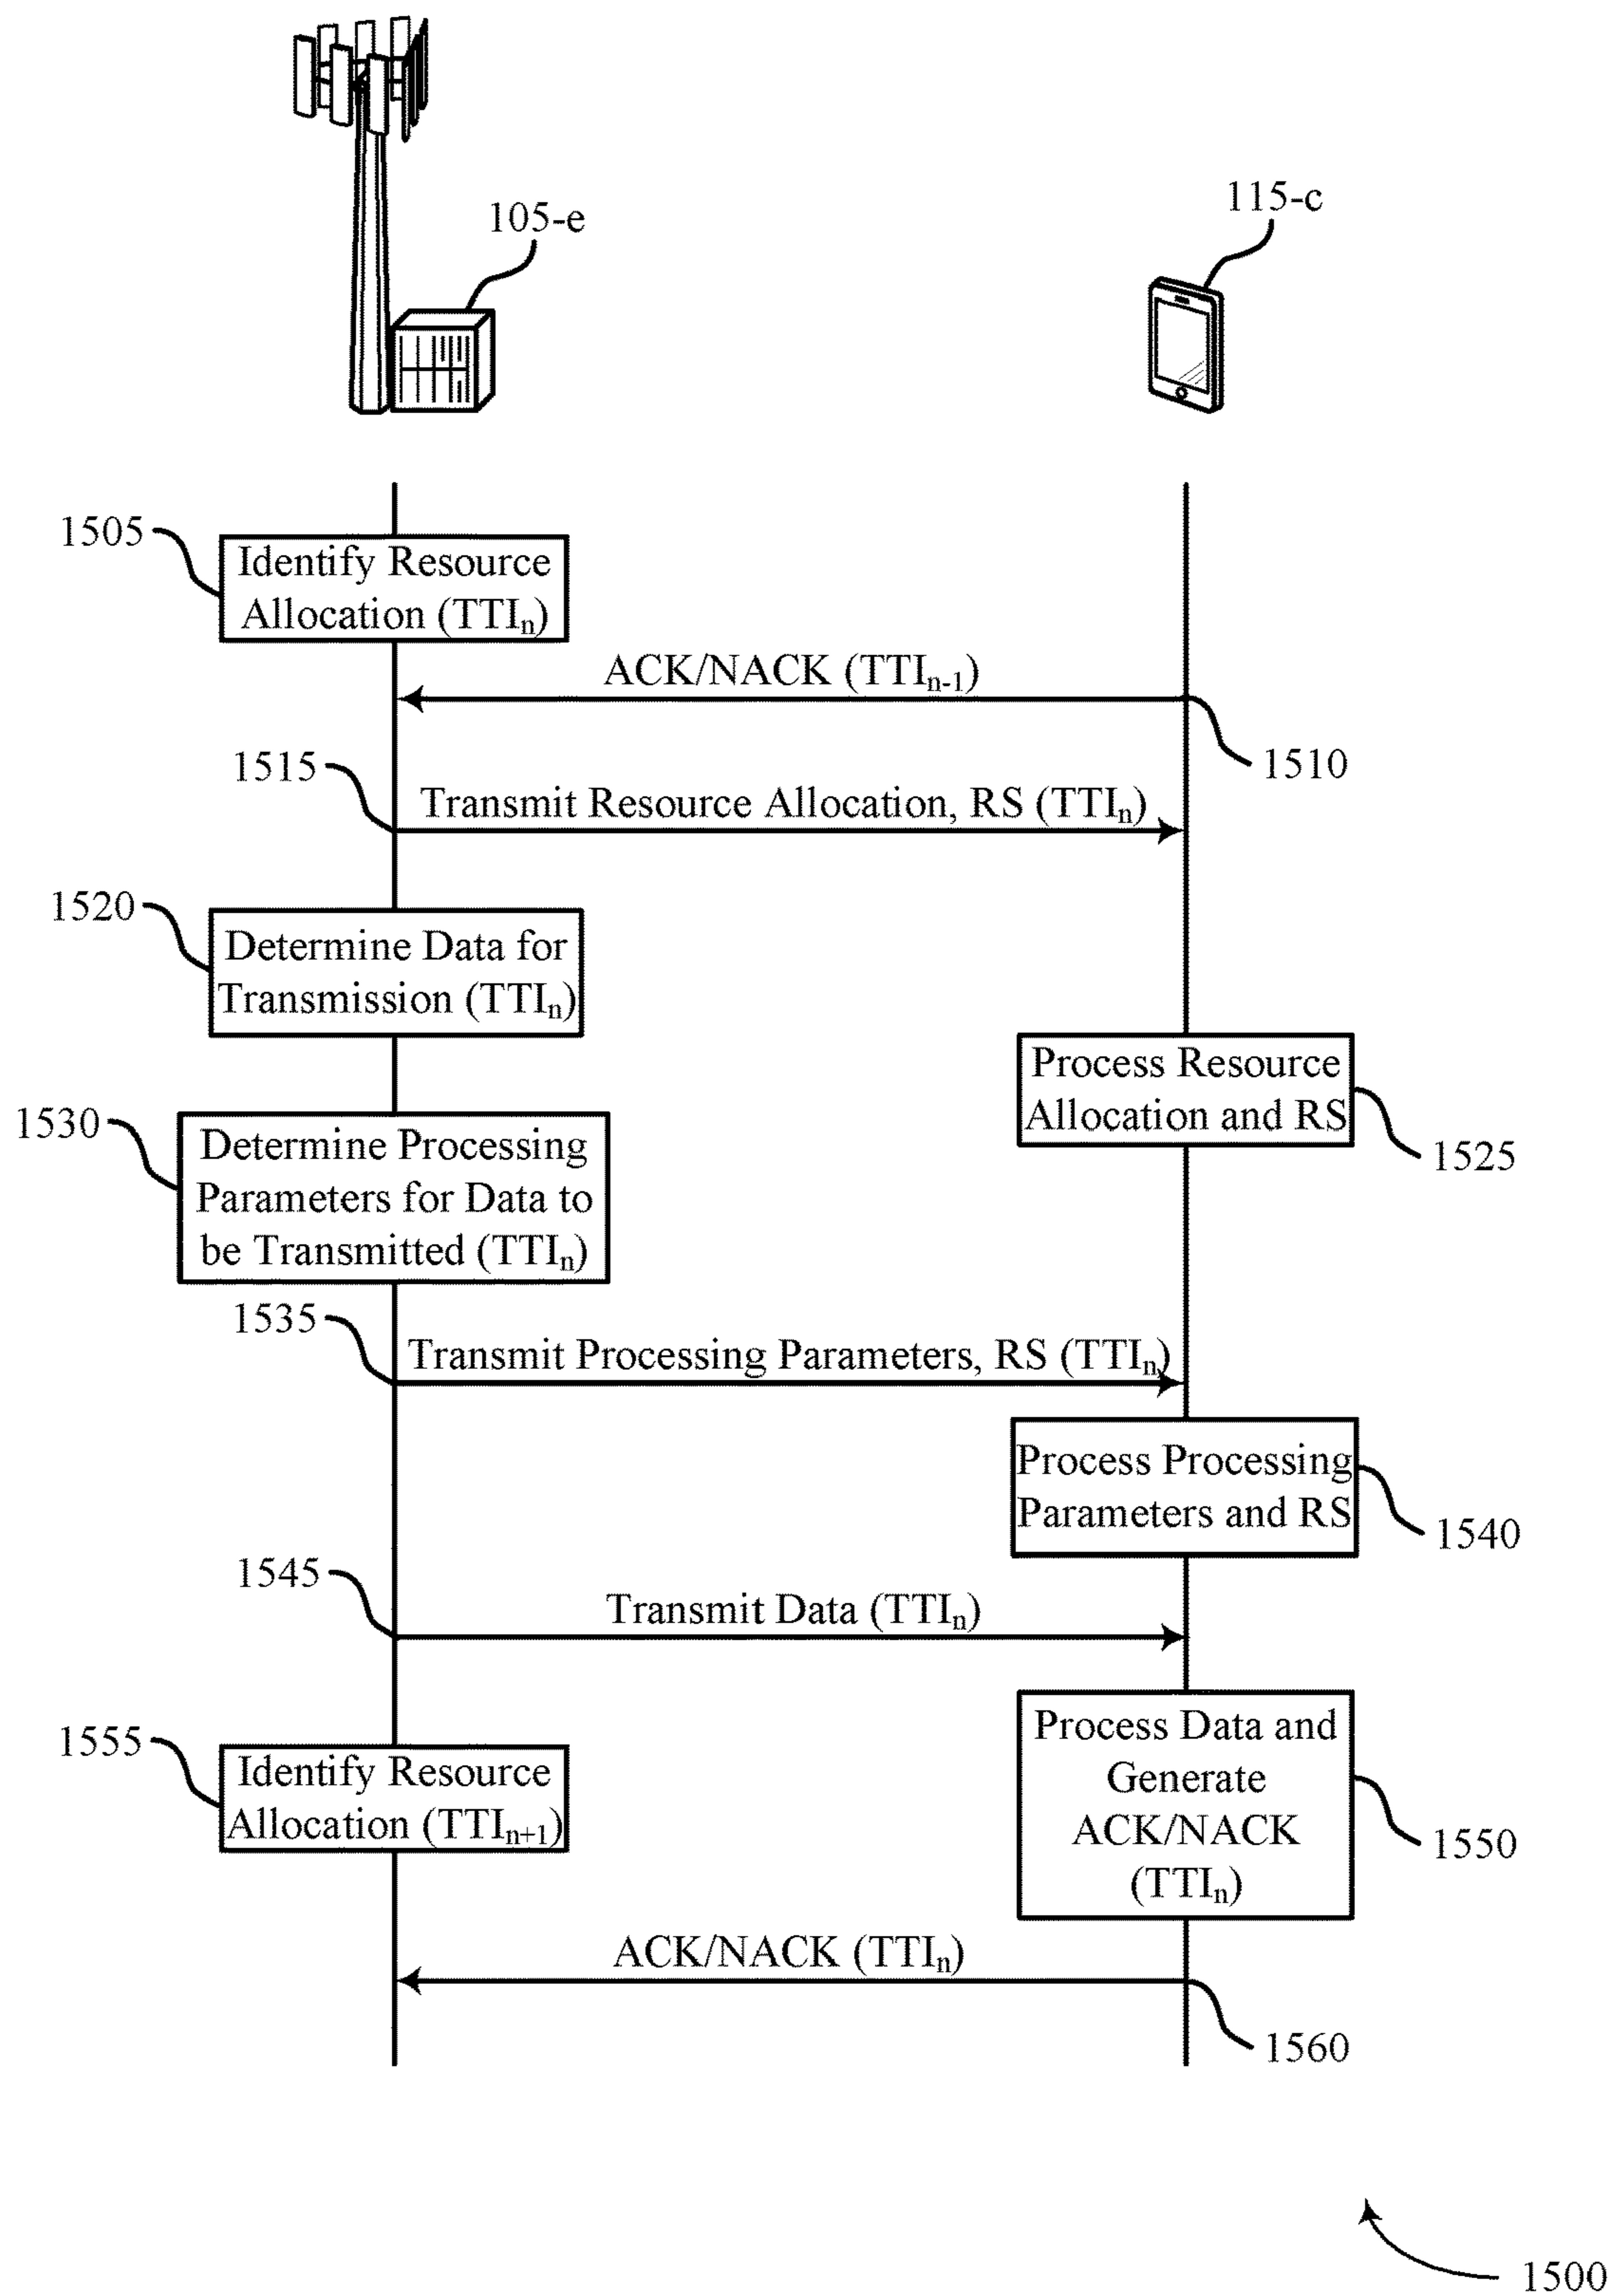 105-e
115-c
1505
Identify Resource
Allocation (TTIn)
ACK/NACK (TTIn-1)
1510
1515
Transmit Resource Allocation, RS (TTIn)
1520
Determine Data for
Transmission (TTIn)
Process Resource
Allocation and RS
1525
1530
Determine Processing
Parameters for Data to
be Transmitted (TTIn)
1535
Transmit Processing Parameters, RS (TTIn)
Process Processing
Parameters and RS
1540
1545
Transmit Data (TTIn)
Process Data and
Generate
ACK/NACK
(TTIn)
1550
1555
Identify Resource
Allocation (TTIn+1)
ACK/NACK (TTIn)
1560
1500